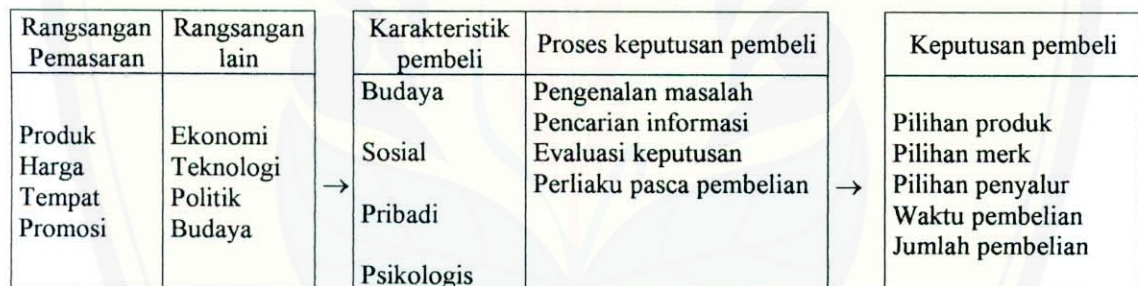 Rangsangan Pemasaran
Rangsangan lain
Produk
Harga
Tempat
Promosi
Ekonomi
Teknologi
Politik
Budaya
→
Karakteristik pembeli
Proses keputusan pembeli
Budaya
Sosial
Pribadi
Psikologis
Pengenalan masalah
Pencarian informasi
Evaluasi keputusan
Perliaku pasca pembelian
→
Keputusan pembeli
Pilihan produk
Pilihan merk
Pilihan penyalur
Waktu pembelian
Jumlah pembelian